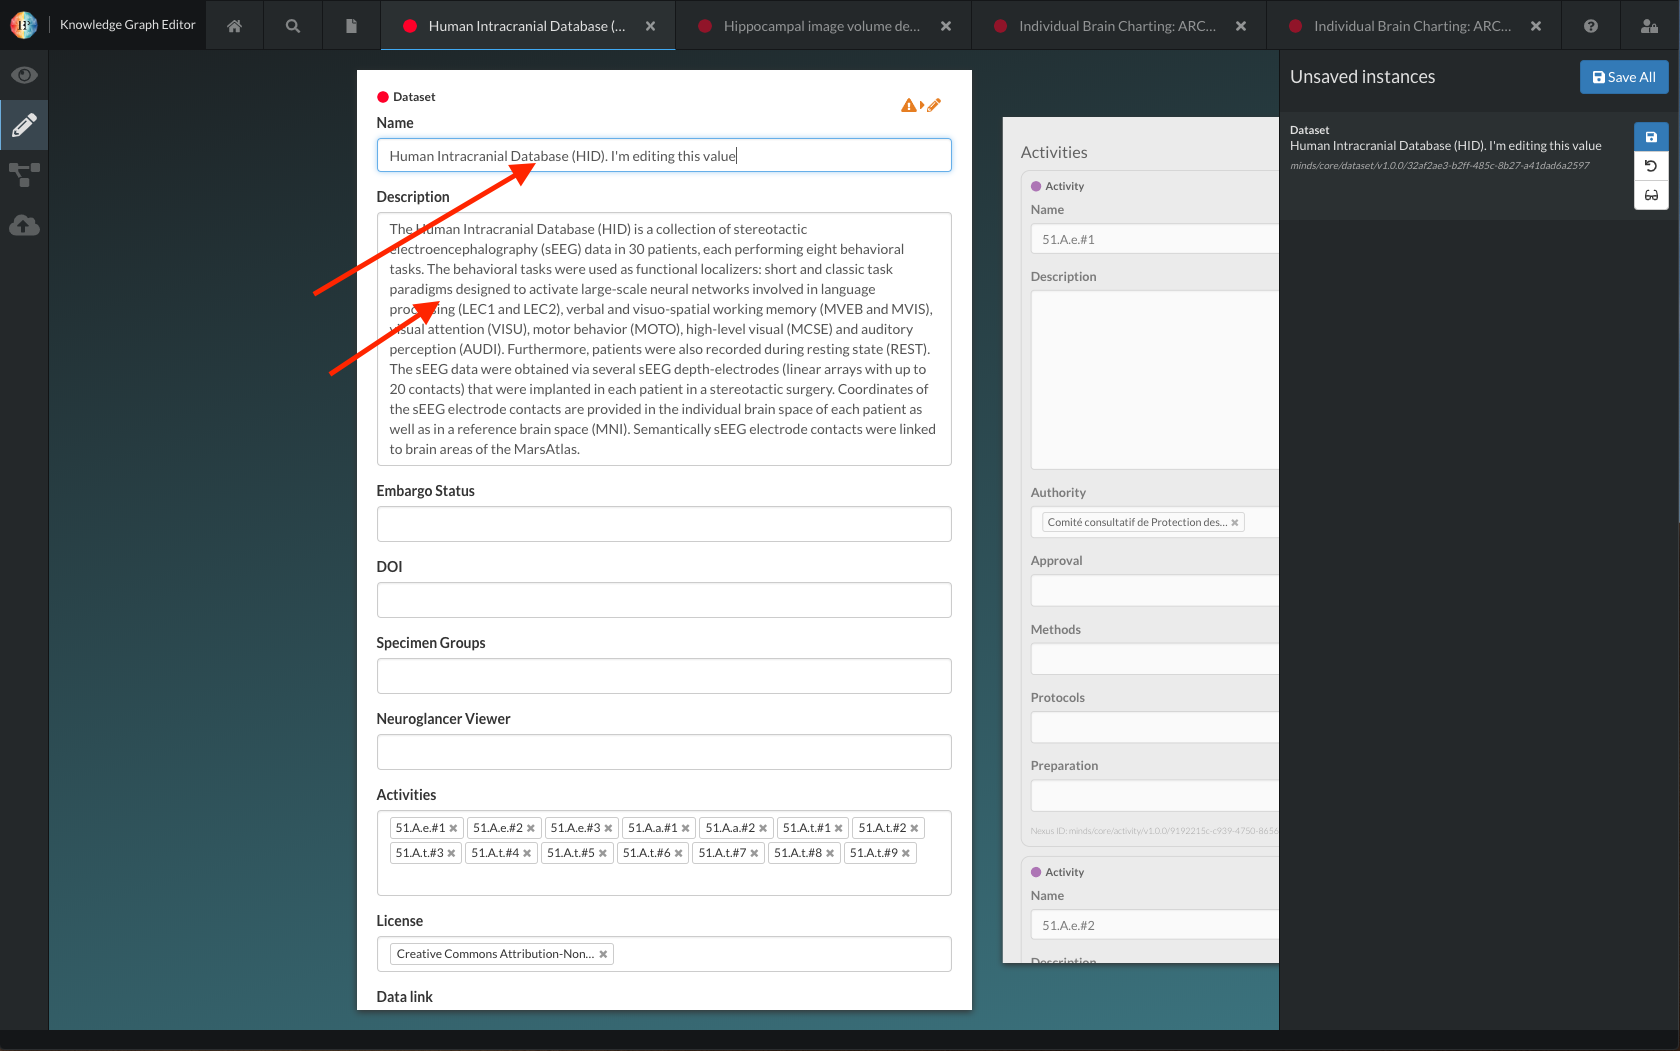 Knowledge Graph Editor
Human Intracranial Database (...
Hippocampal image volume de...
Individual Brain Charting: ARC...
Individual Brain Charting: ARC...
Dataset
Name
Human Intracranial Database (HID). I'm editing this value
Description
The Human Intracranial Database (HID) is a collection of stereotactic
electroencephalography (sEEG) data in 30 patients, each performing eight behavioral
tasks. The behavioral tasks were used as functional localizers: short and classic task
paradigms designed to activate large-scale neural networks involved in language
processing (LEC1 and LEC2), verbal and visuo-spatial working memory (MVEB and MVIS),
visual attention (VISU), motor behavior (MOTO), high-level visual (MCSE) and auditory
perception (AUDI). Furthermore, patients were also recorded during resting state (REST).
The sEEG data were obtained via several sEEG depth-electrodes (linear arrays with up to
20 contacts) that were implanted in each patient in a stereotactic surgery. Coordinates of
the sEEG electrode contacts are provided in the individual brain space of each patient as
well as in a reference brain space (MNI). Semantically sEEG electrode contacts were linked
to brain areas of the MarsAtlas.
Embargo Status
DOI
Specimen Groups
Neuroglancer Viewer
Activities
51.A.e.#1 51.A.e.#2 51.A.e.#3 51.A.a.#1 51.A.a.#2 51.A.t.#1 51.A.t.#2
51.A.t.#3 51.A.t.#4 51.A.t.#5 51.A.t.#6 51.A.t.#7 51.A.t.#8 51.A.t.#9
License
Creative Commons Attribution-Non...
Data link
Activities
Activity
Name
51.A.e.#1
Description
Authority
Comité consultatif de Protection des...
Approval
Methods
Protocols
Preparation
Nexus ID: minds/core/activity/v1.0.0/9192215c-c939-4750-8656
Activity
Name
51.A.e.#2
Description
Unsaved instances
Save All
Dataset
Human Intracranial Database (HID). I'm editing this value
minds/core/dataset/v1.0.0/32af2ae3-b2ff-485c-8b27-a41dad6a2597